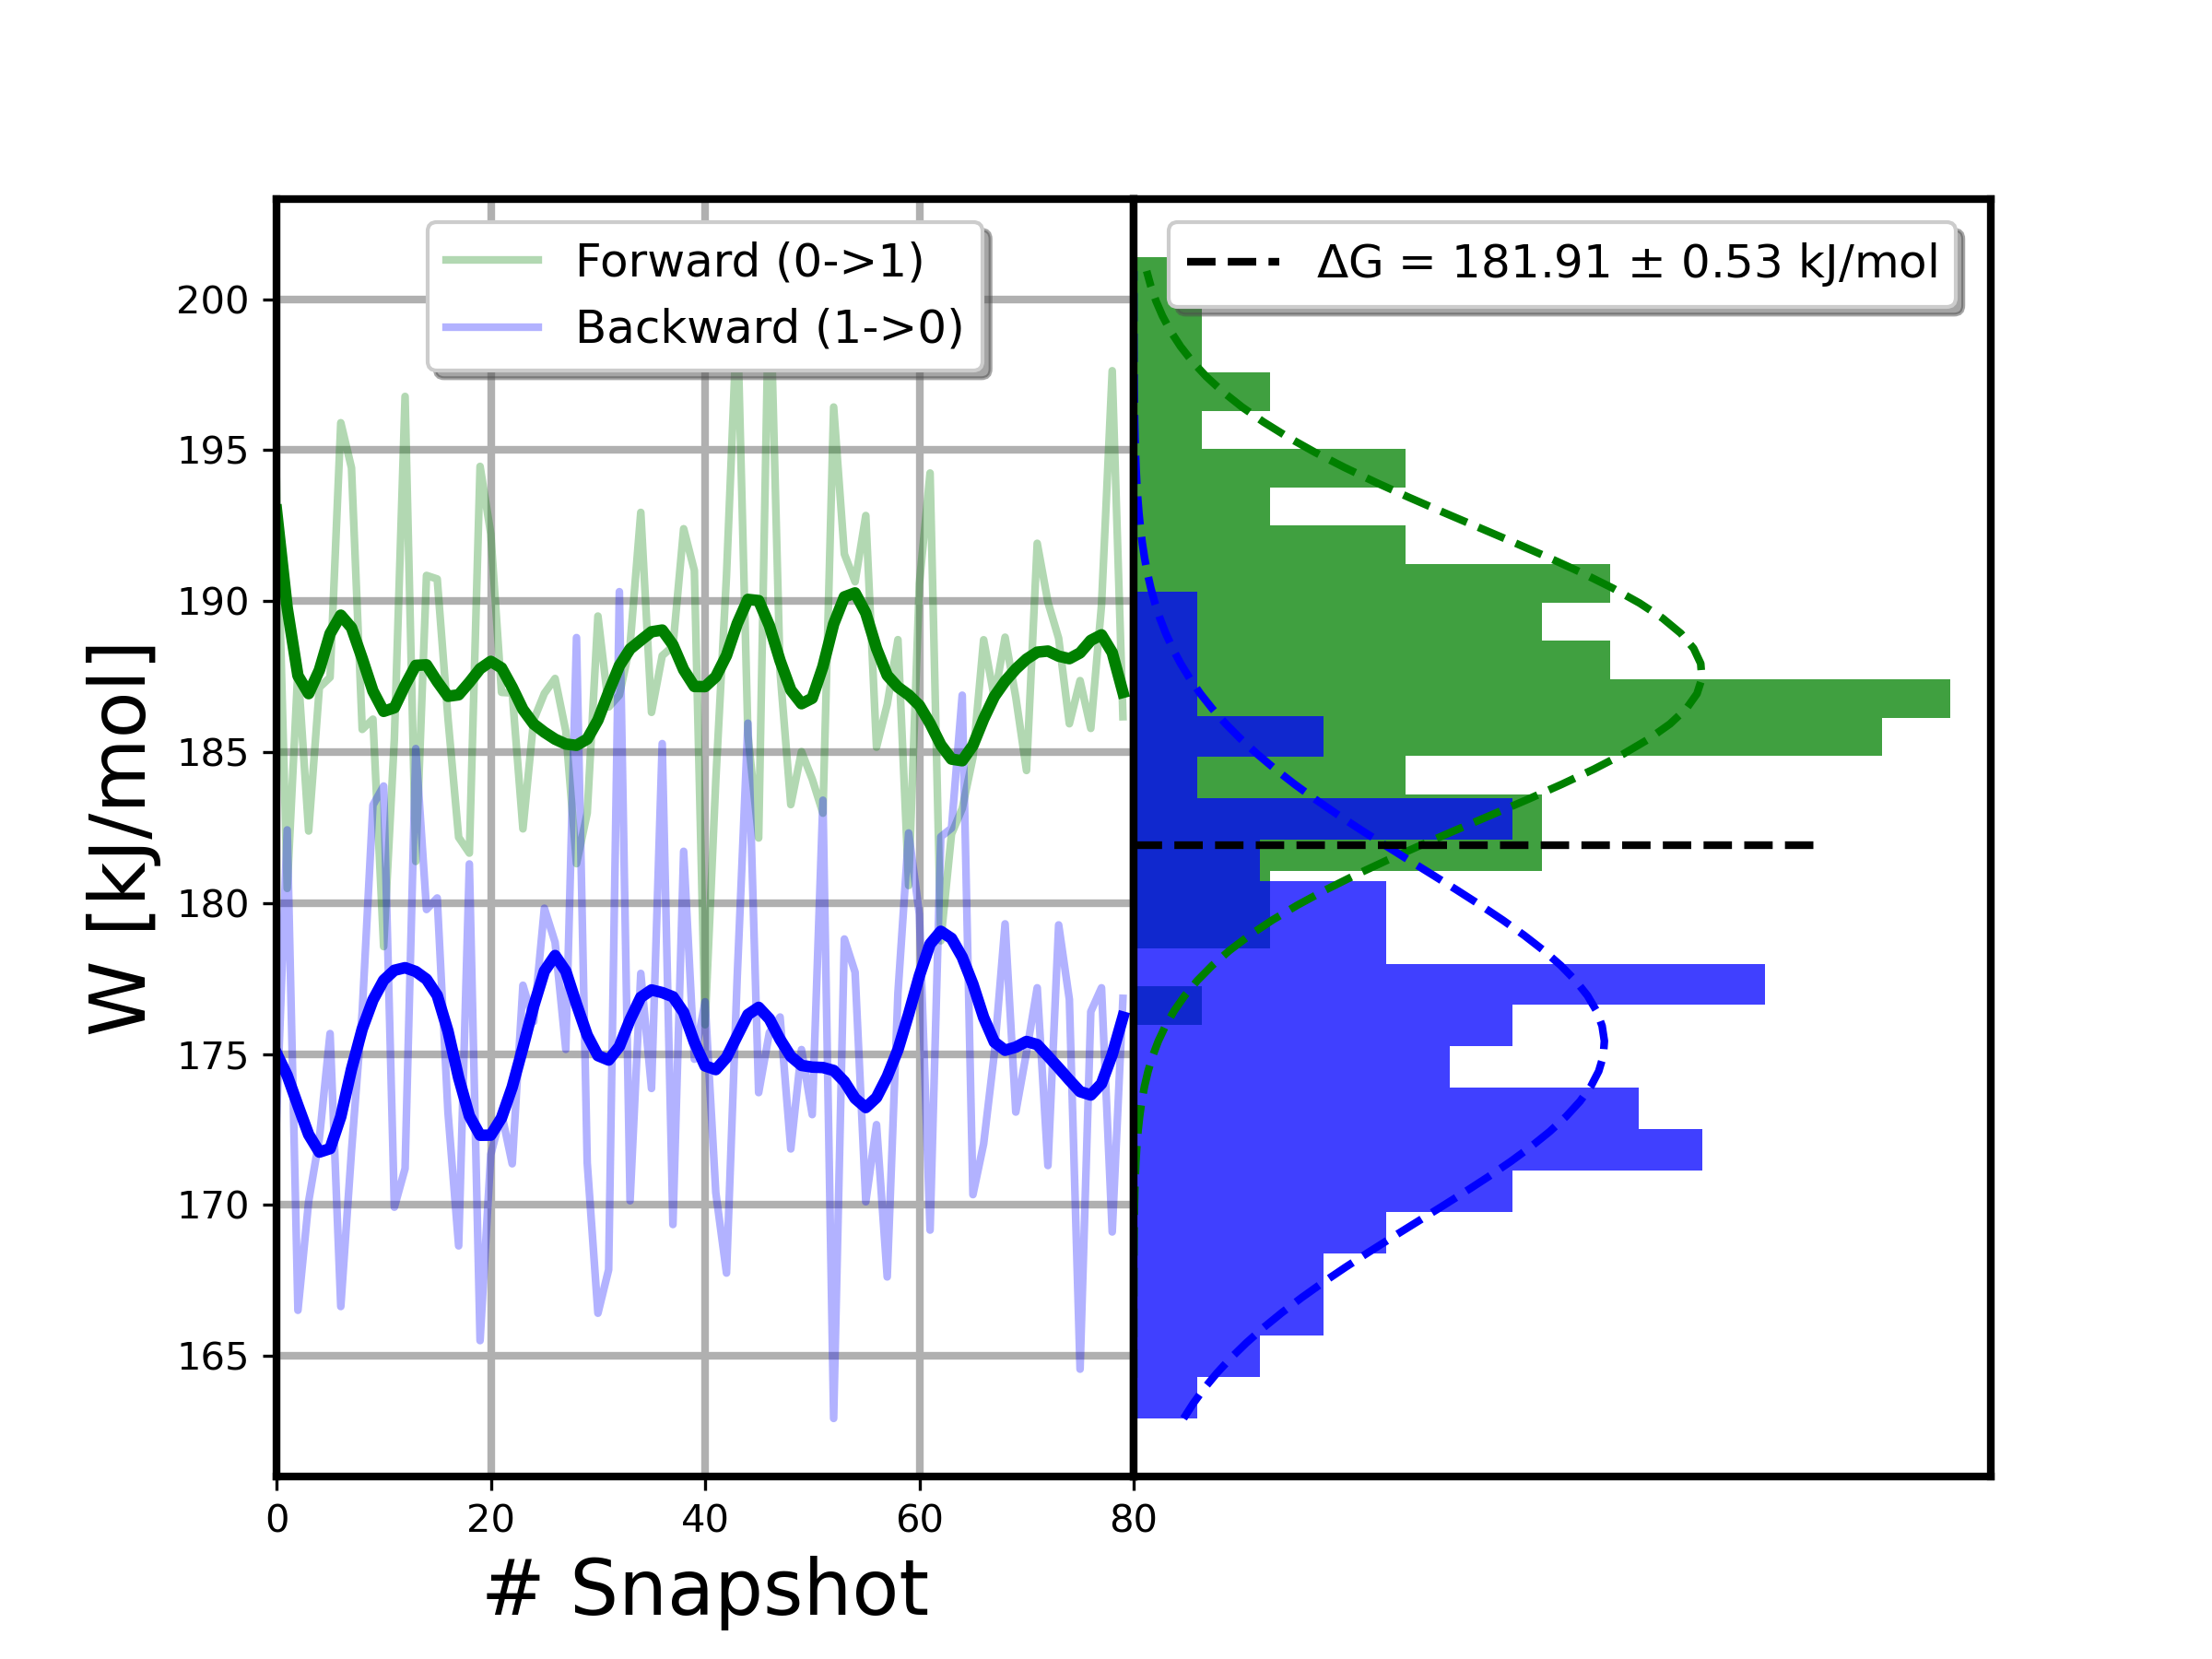 Forward (0->1)
Backward (1->0)
ΔG = 181.91 ± 0.53 kJ/mol
W [kJ/mol]
200
195
190
185
180
175
170
165
0 20 40 60 80
# Snapshot